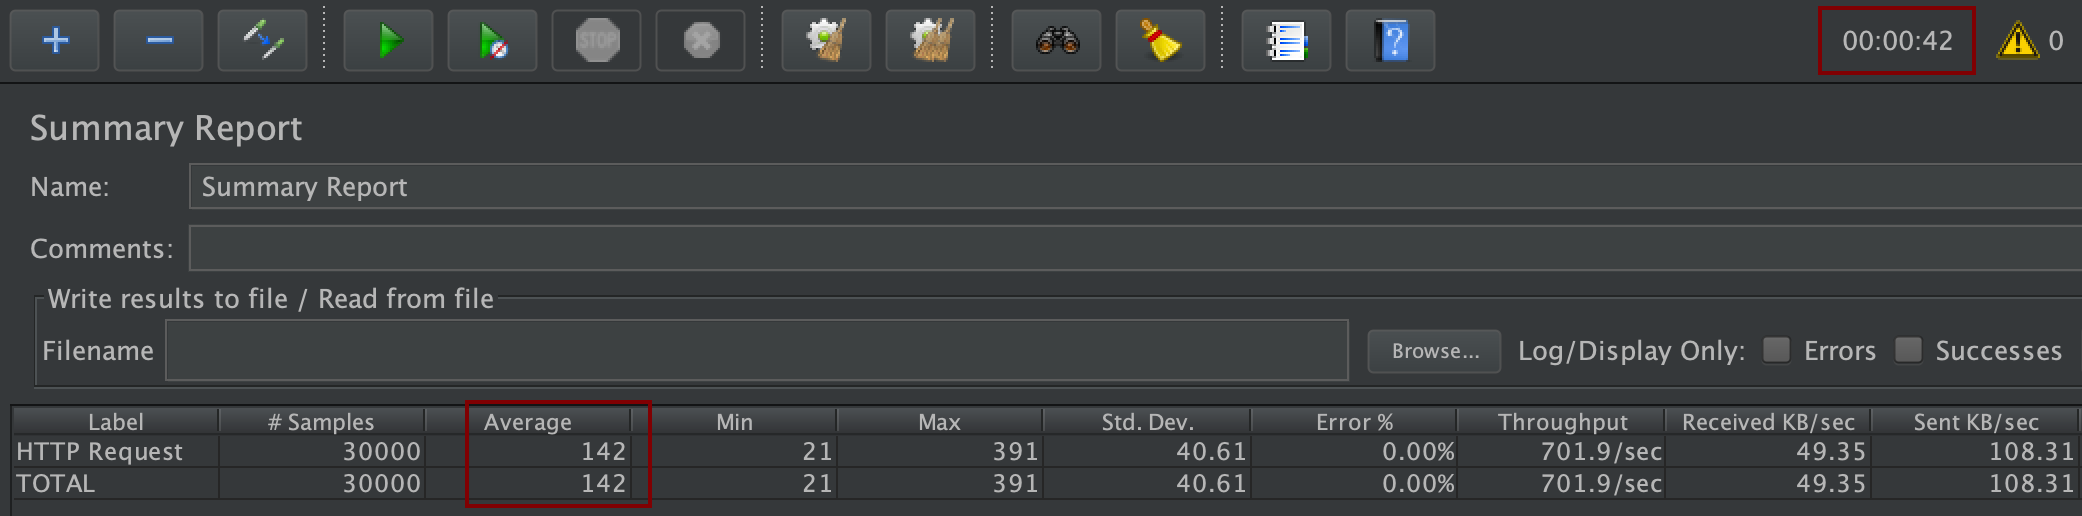 STOP 00:00:42 0
Summary Report
Name: Summary Report
Comments:
Write results to file / Read from file
Filename Browse... Log/Display Only: Errors Successes
Label # Samples Average Min Max Std. Dev. Error % Throughput Received KB/sec Sent KB/sec
HTTP Request 30000 142 21 391 40.61 0.00% 701.9/sec 49.35 108.31
TOTAL 30000 142 21 391 40.61 0.00% 701.9/sec 49.35 108.31